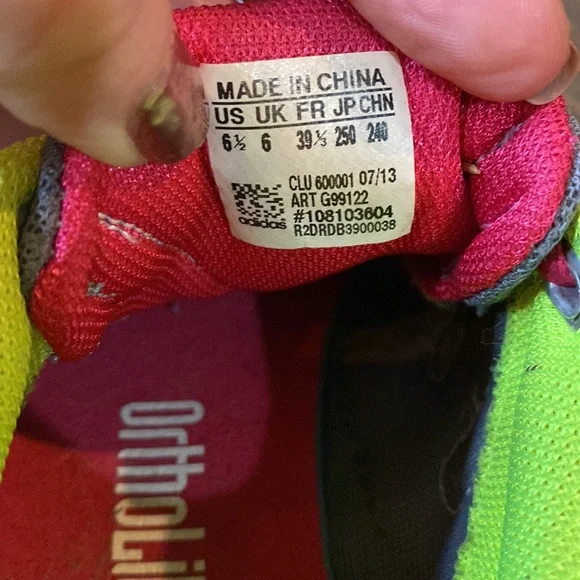 MADE IN CHINA
US UK FR JP CHN
6½ 6 39⅓ 250 240
CLU 600001 07/13
ART G99122
#108103604
R2DRDB3900038
adidas
OrthoLi